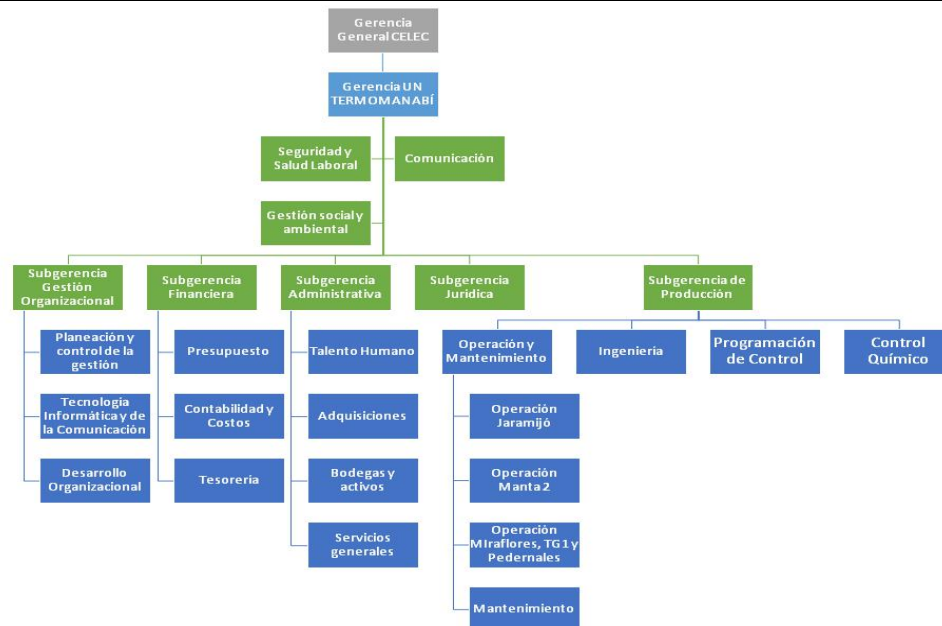 Gerencia
General CELEC
Gerencia UN
TERMOMANABÍ
Seguridad y
Salud Laboral
Comunicación
Gestión social y
ambiental
Subgerencia
Gestión
Organizacional
Subgerencia
Financiera
Subgerencia
Administrativa
Subgerencia
Jurídica
Subgerencia de
Producción
Planeación y
control de la
gestión
Tecnología
Informática y de
la Comunicación
Desarrollo
Organizacional
Presupuesto
Contabilidad y
Costos
Tesorería
Talento Humano
Adquisiciones
Bodegas y
activos
Servicios
generales
Operación y
Mantenimiento
Operación
Jaramijó
Operación
Manta 2
Operación
MIraflores, TG1 y
Pedernales
Mantenimiento
Ingeniería
Programación
de Control
Control
Químico